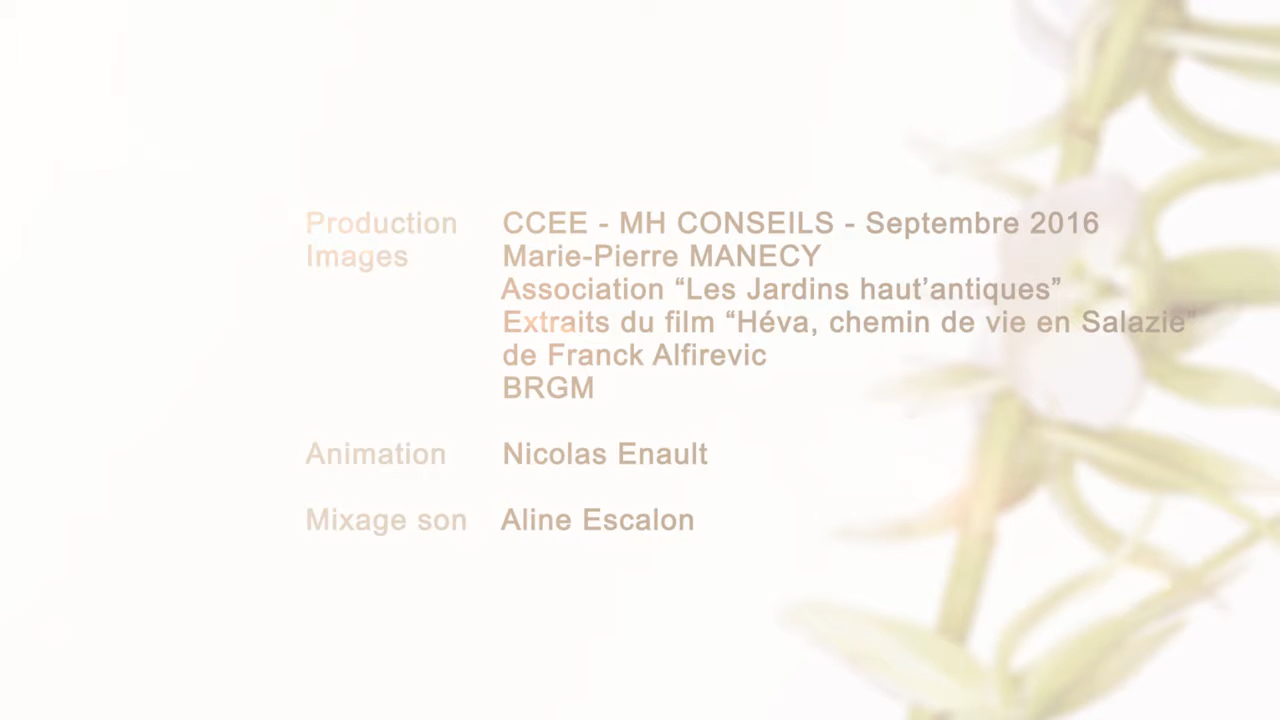 Production CCEE - MH CONSEILS - Septembre 2016
Images Marie-Pierre MANECY
Association “Les Jardins haut’antiques”
Extraits du film “Héva, chemin de vie en Salazie”
de Franck Alfirevic
BRGM
Animation Nicolas Enault
Mixage son Aline Escalon